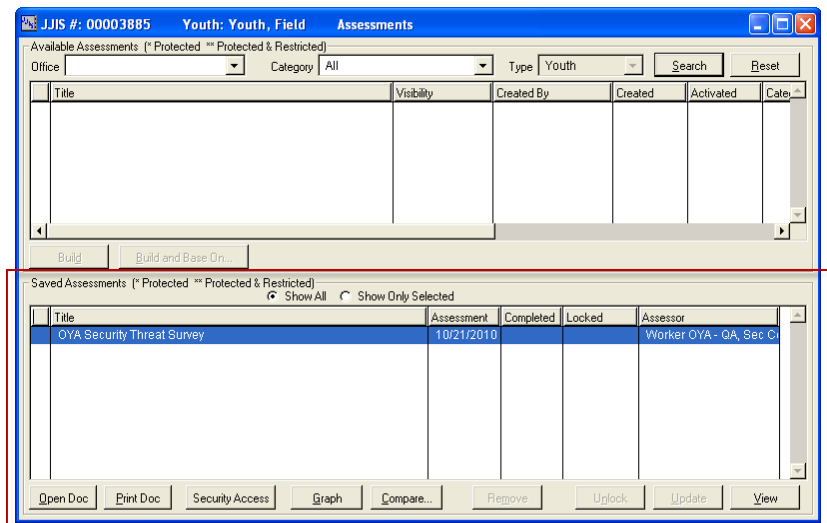 JJIS #: 00003885 Youth: Youth, Field Assessments
Available Assessments (* Protected ** Protected & Restricted)
Office Category All Type Youth Search Reset
Title Visibility Created By Created Activated
Build Build and Base On...
Saved Assessments (* Protected ** Protected & Restricted)
Show All Show Only Selected
Title Assessment Completed Locked Assessor
OYA Security Threat Survey 10/21/2010 Worker OYA - QA, Sec
Open Doc Print Doc Security Access Graph Compare... Remove Unlock Update View